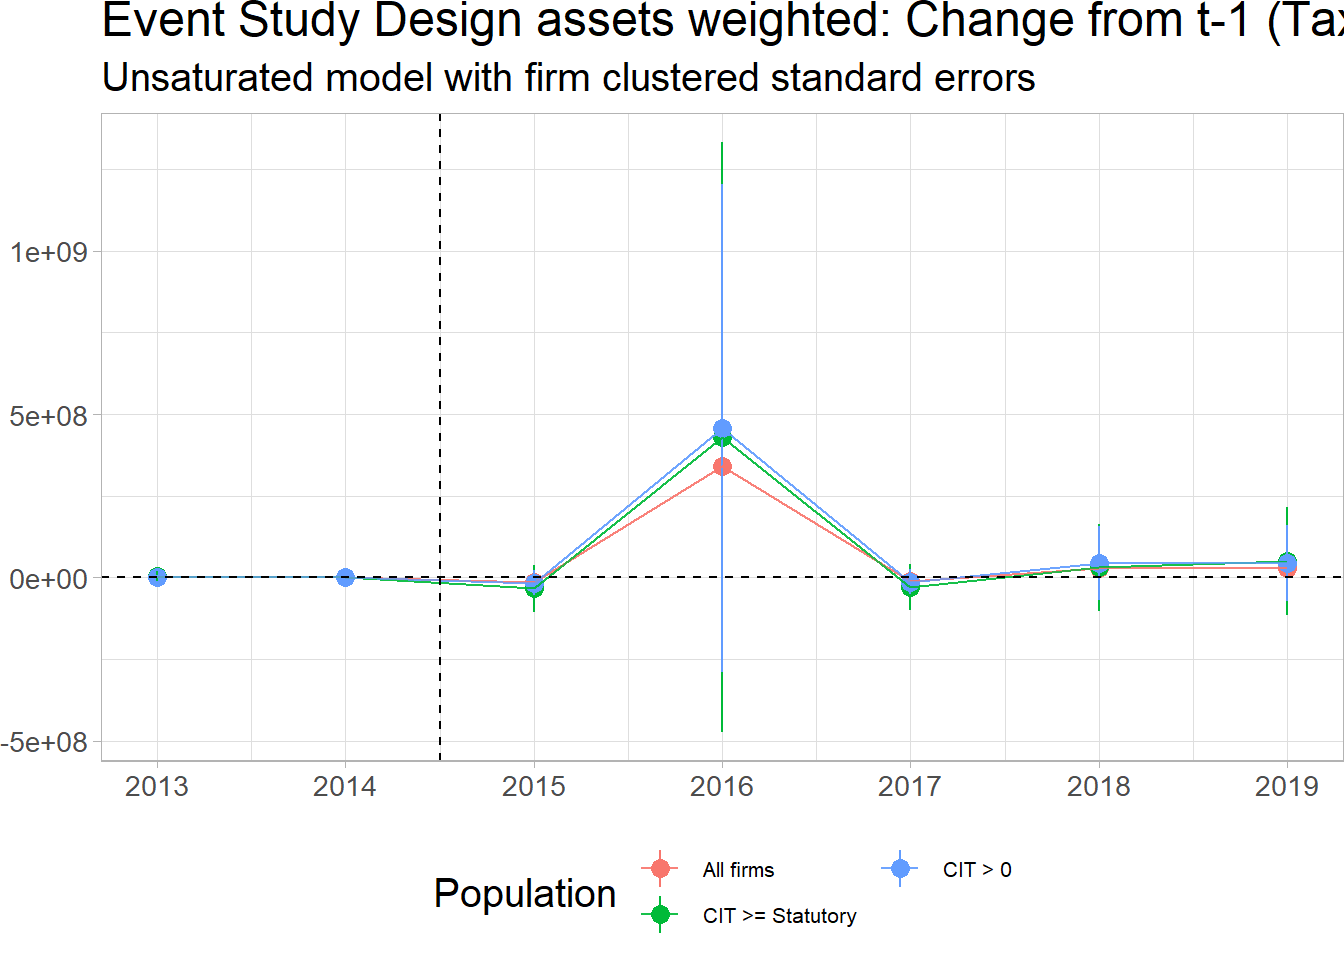 Event Study Design assets weighted: Change from t-1 (Tax
Unsaturated model with firm clustered standard errors
1e+09
5e+08
0e+00
-5e+08
2013 2014 2015 2016 2017 2018 2019
Population
All firms
CIT >= Statutory
CIT > 0